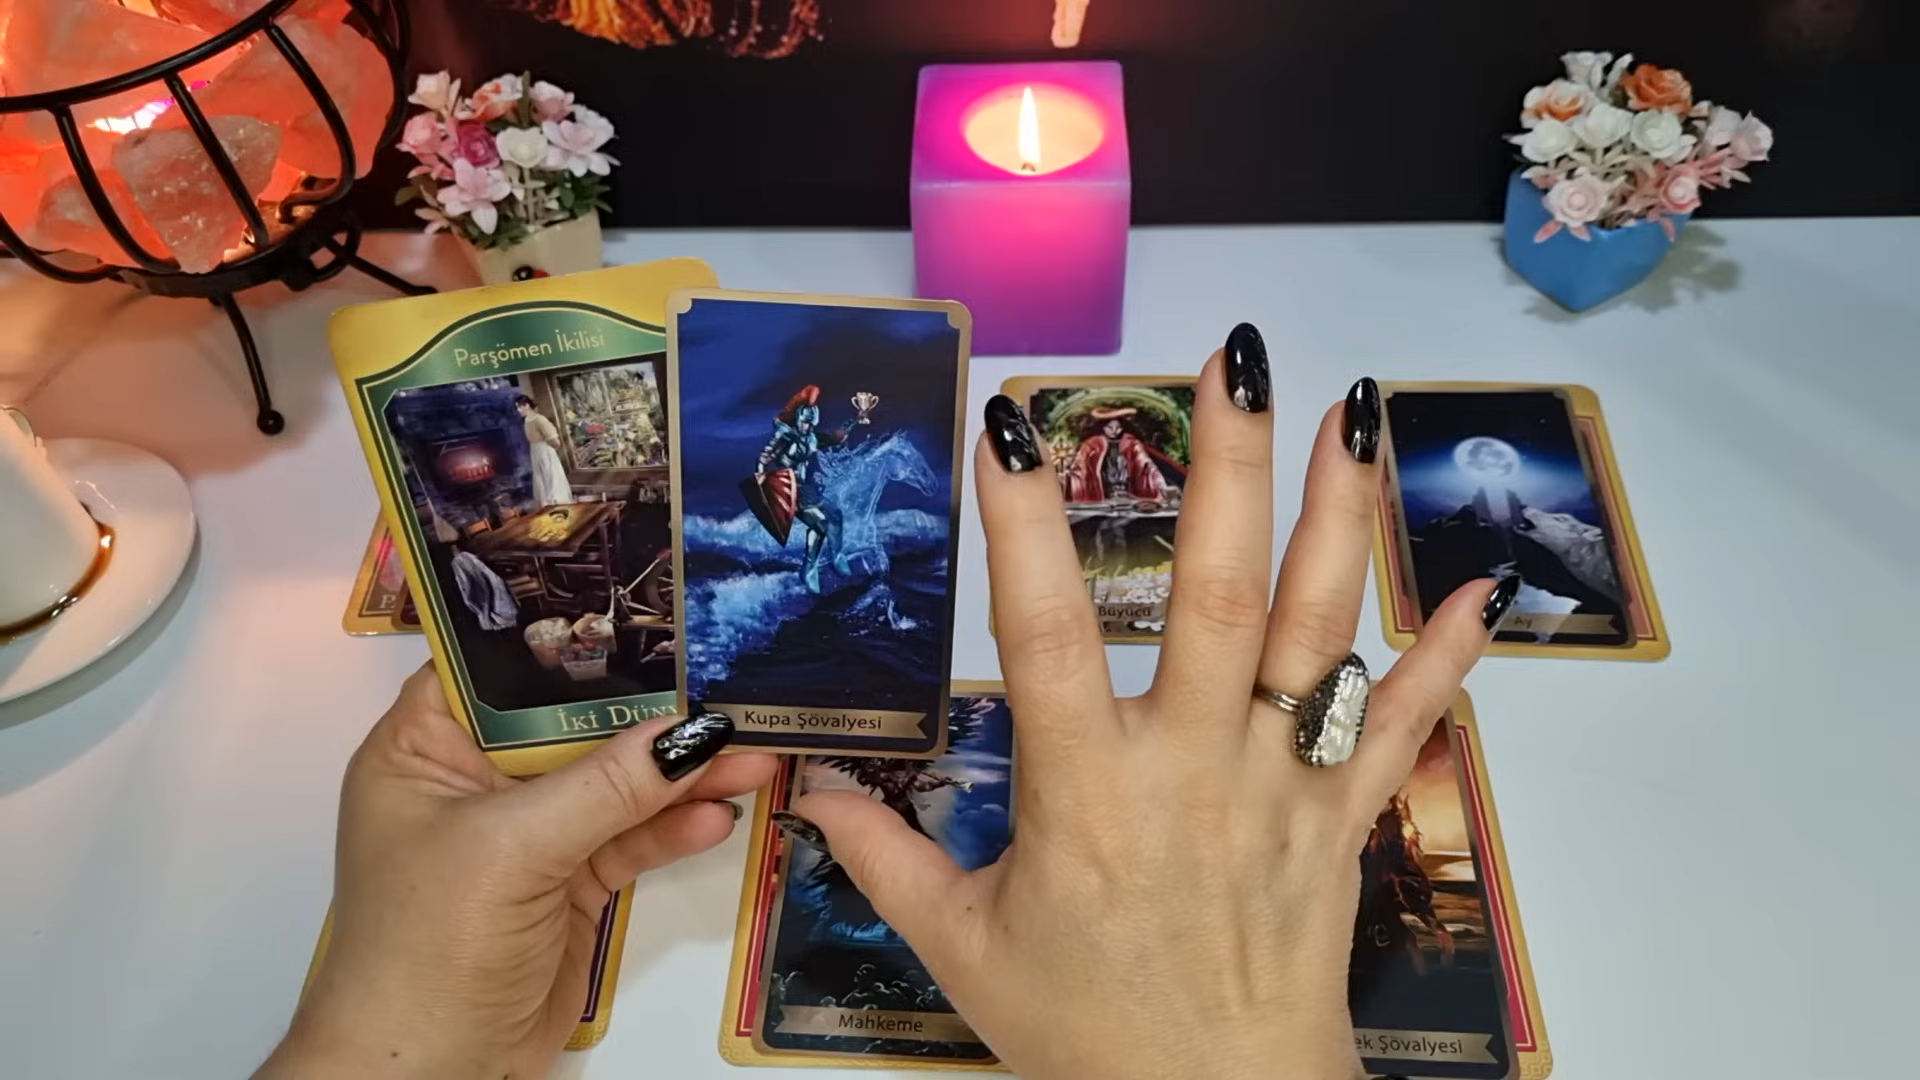 Parşömen İkilisi
İKİ DÜNY
Kupa Şövalyesi
Büyücü
Ay
Mahkeme
ek Şövalyesi